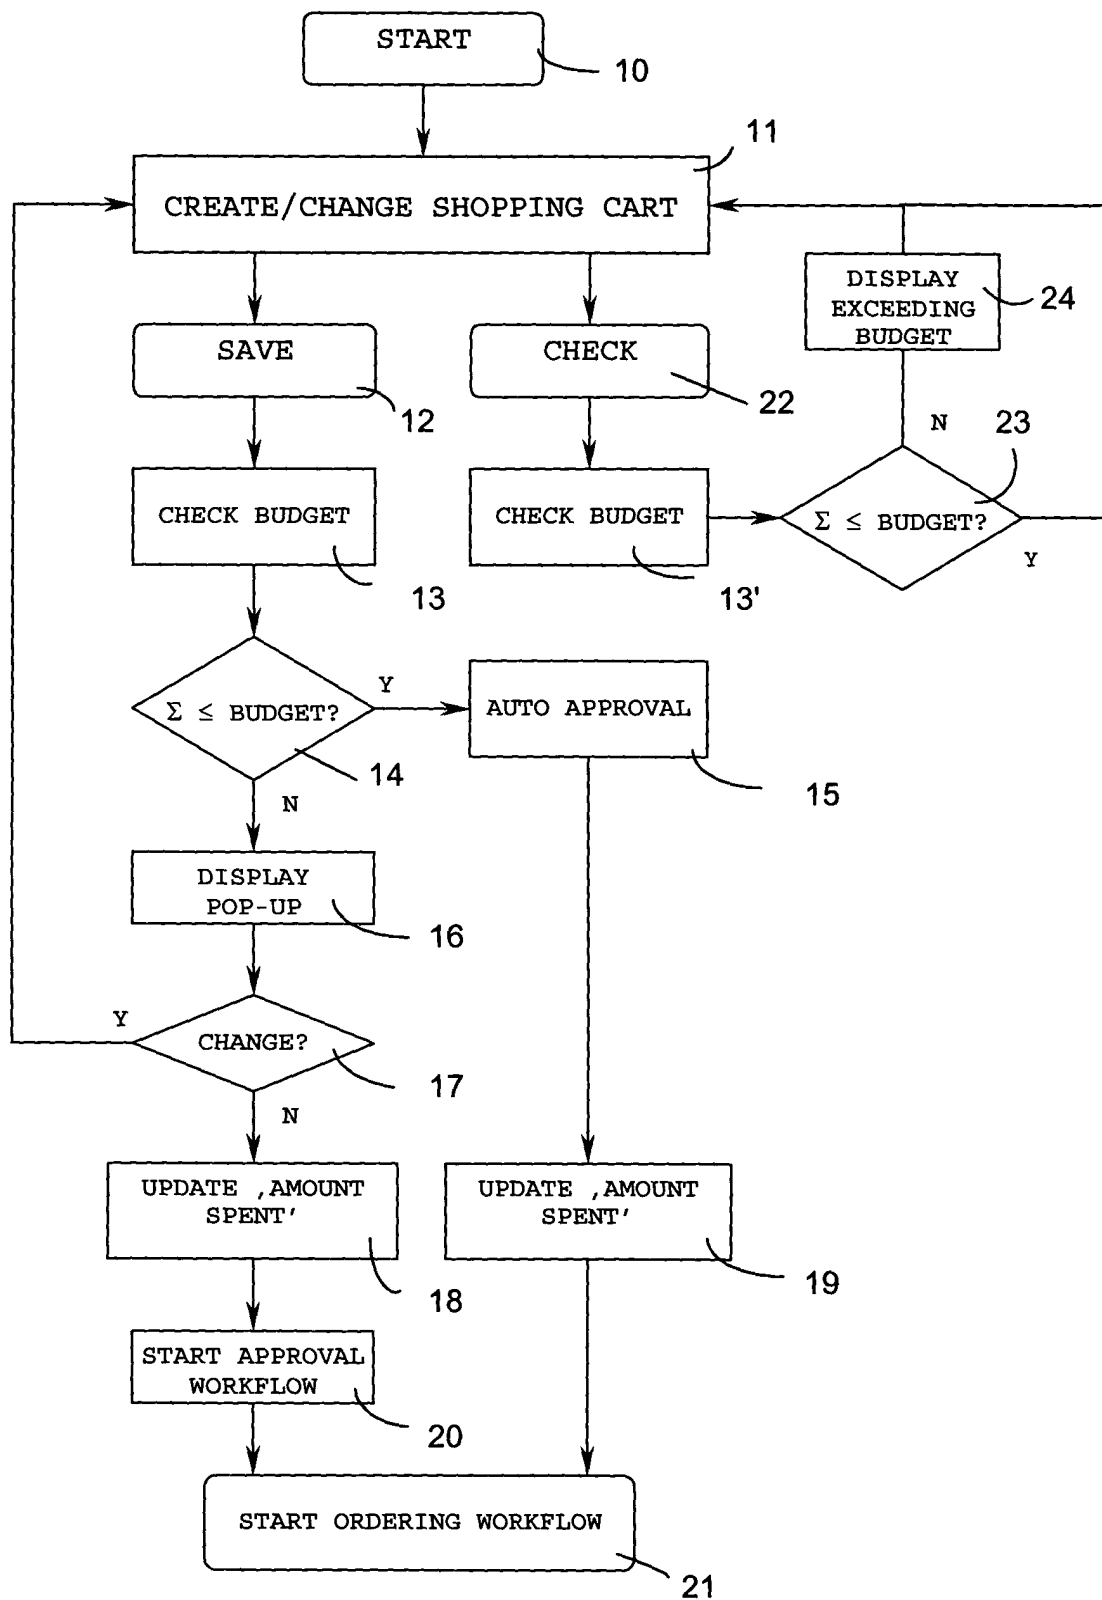 START
10
11
CREATE/CHANGE SHOPPING CART
DISPLAY
EXCEEDING
BUDGET
24
SAVE
12
CHECK
22
N
23
CHECK BUDGET
13
CHECK BUDGET
13'
Σ ≤ BUDGET?
Y
Σ ≤ BUDGET?
14
Y
AUTO APPROVAL
15
N
DISPLAY
POP-UP
16
Y
CHANGE?
17
N
UPDATE ,AMOUNT
SPENT'
18
UPDATE ,AMOUNT
SPENT'
19
START APPROVAL
WORKFLOW
20
START ORDERING WORKFLOW
21